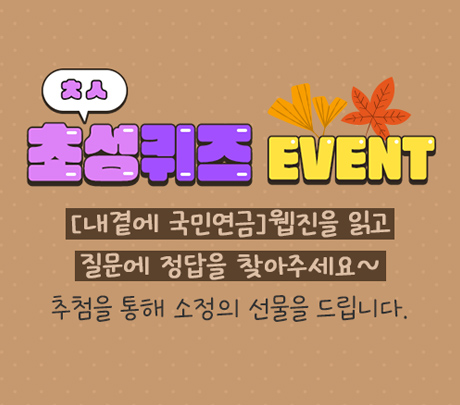 ㅊㅅ
초성퀴즈 EVENT
[내곁에 국민연금]웹진을 읽고
질문에 정답을 찾아주세요~
추첨을 통해 소정의 선물을 드립니다.